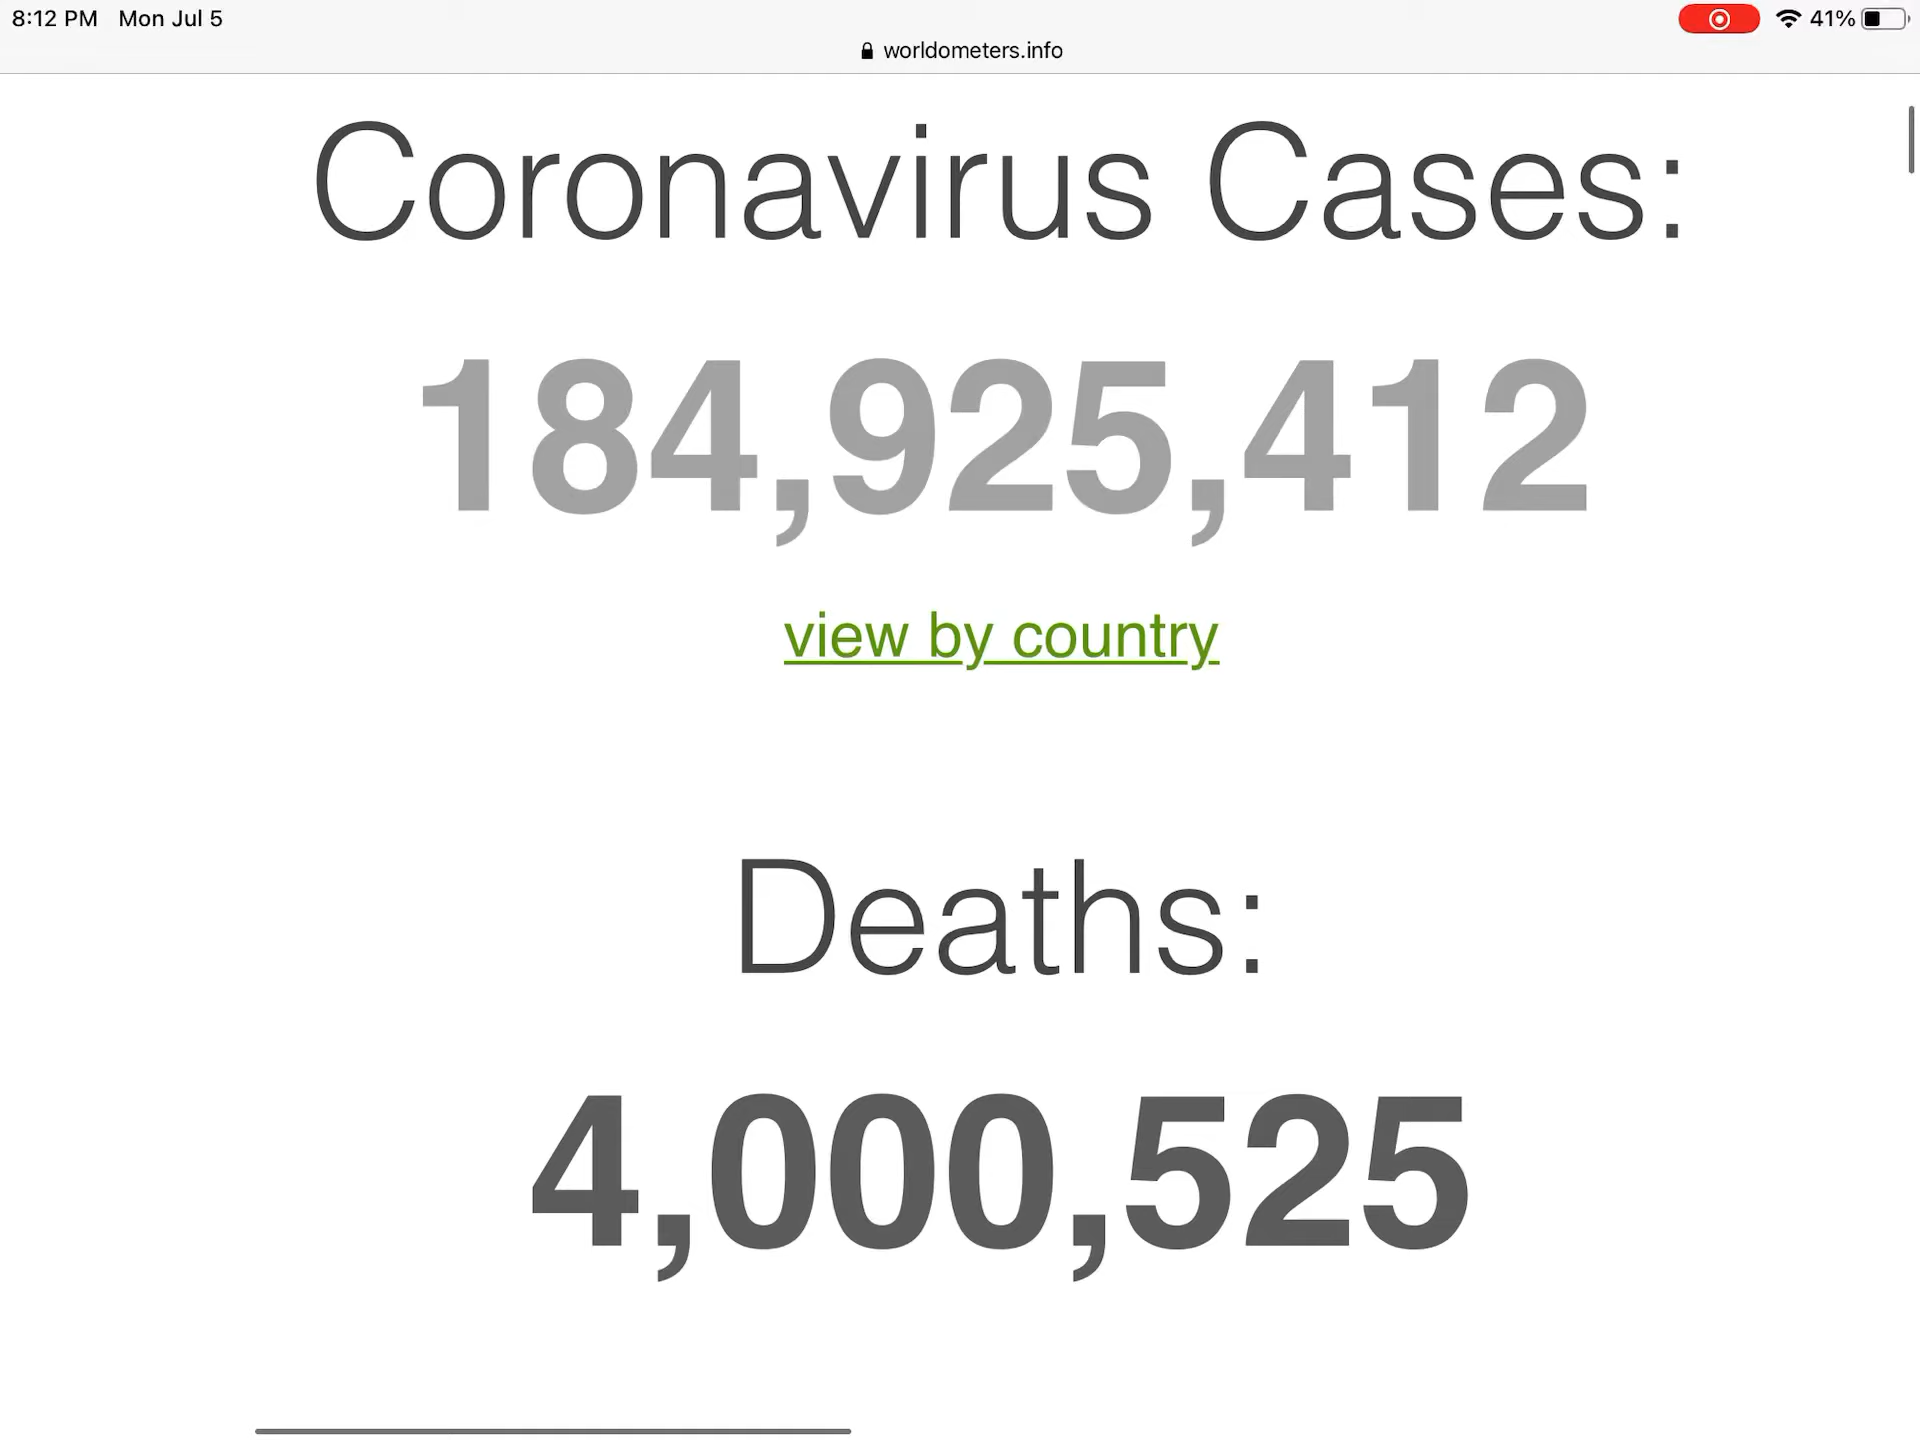 8:12 PM Mon Jul 5 41%
worldometers.info
Coronavirus Cases:
184,925,412
view by country
Deaths:
4,000,525